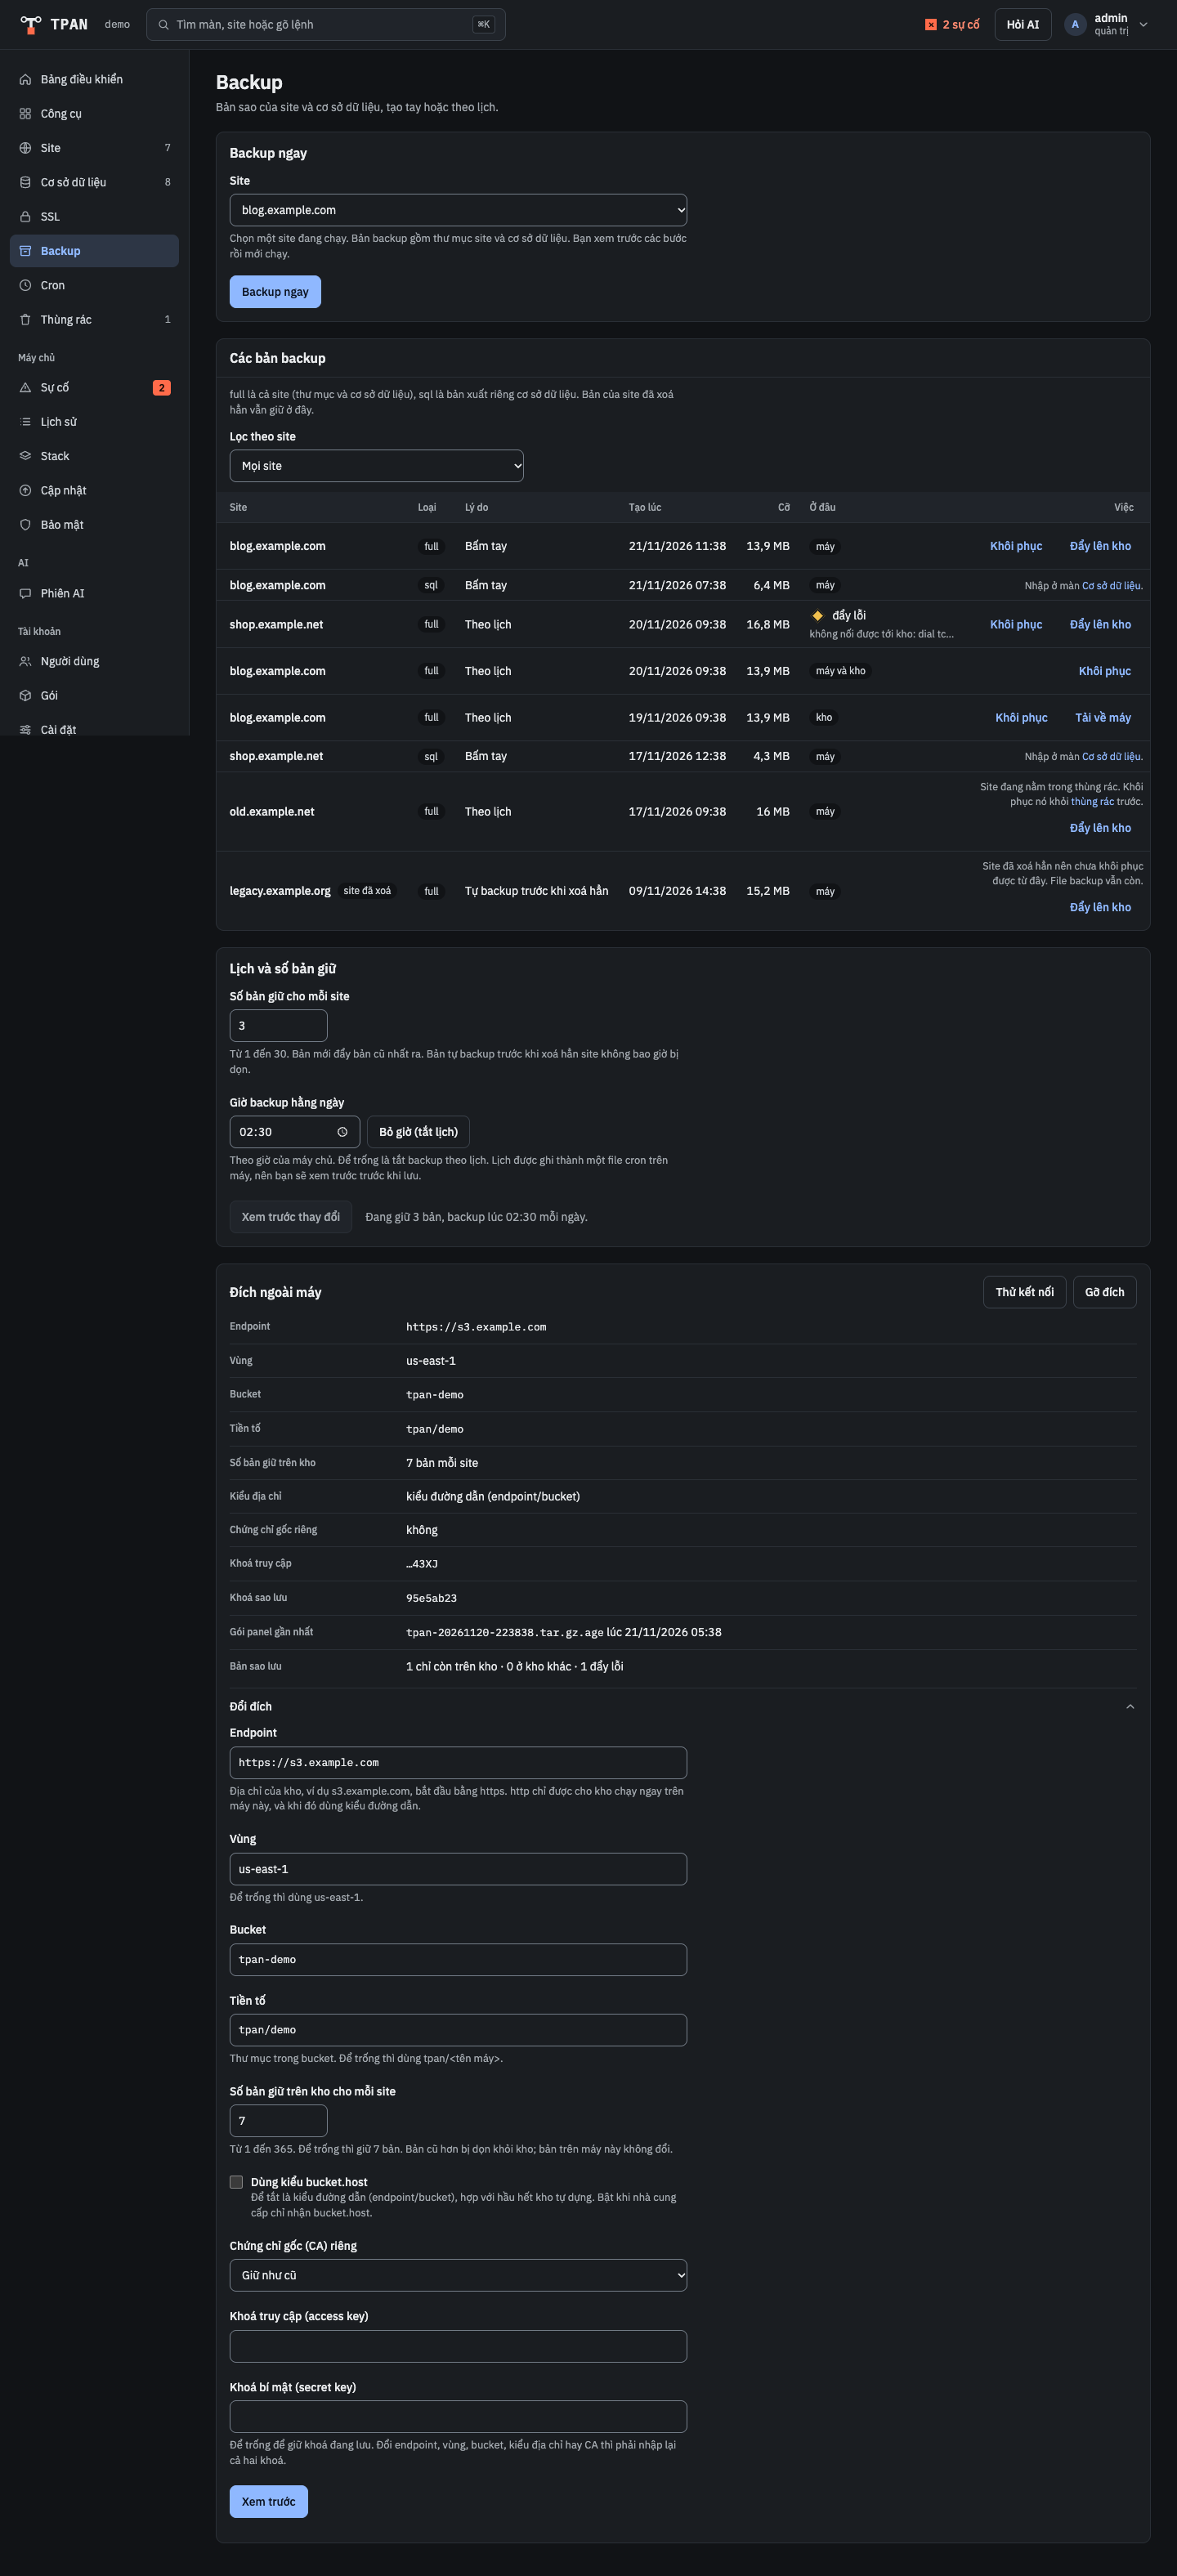 TPAN demo
Tìm màn, site hoặc gõ lệnh ⌘K
2 sự cố
Hỏi AI
A
admin
quản trị
Bảng điều khiển
Công cụ
Site 7
Cơ sở dữ liệu 8
SSL
Backup
Cron
Thùng rác 1
Máy chủ
Sự cố 2
Lịch sử
Stack
Cập nhật
Bảo mật
AI
Phiên AI
Tài khoản
Người dùng
Gói
Cài đặt
Backup
Bản sao của site và cơ sở dữ liệu, tạo tay hoặc theo lịch.
Backup ngay
Site
blog.example.com
Chọn một site đang chạy. Bản backup gồm thư mục site và cơ sở dữ liệu. Bạn xem trước các bước
rồi mới chạy.
Backup ngay
Các bản backup
full là cả site (thư mục và cơ sở dữ liệu), sql là bản xuất riêng cơ sở dữ liệu. Bản của site đã xoá
hẳn vẫn giữ ở đây.
Lọc theo site
Mọi site
Site Loại Lý do Tạo lúc Cỡ Ở đâu Việc
blog.example.com full Bấm tay 21/11/2026 11:38 13,9 MB máy Khôi phục Đẩy lên kho
blog.example.com sql Bấm tay 21/11/2026 07:38 6,4 MB máy Nhập ở màn Cơ sở dữ liệu.
shop.example.net full Theo lịch 20/11/2026 09:38 16,8 MB đẩy lỗi Khôi phục Đẩy lên kho
không nối được tới kho: dial tc...
blog.example.com full Theo lịch 20/11/2026 09:38 13,9 MB máy và kho Khôi phục
blog.example.com full Theo lịch 19/11/2026 09:38 13,9 MB kho Khôi phục Tải về máy
shop.example.net sql Bấm tay 17/11/2026 12:38 4,3 MB máy Nhập ở màn Cơ sở dữ liệu.
old.example.net full Theo lịch 17/11/2026 09:38 16 MB máy
Site đang nằm trong thùng rác. Khôi
phục nó khỏi thùng rác trước.
Đẩy lên kho
legacy.example.org site đã xoá full Tự backup trước khi xoá hẳn 09/11/2026 14:38 15,2 MB máy
Site đã xoá hẳn nên chưa khôi phục
được từ đây. File backup vẫn còn.
Đẩy lên kho
Lịch và số bản giữ
Số bản giữ cho mỗi site
3
Từ 1 đến 30. Bản mới đẩy bản cũ nhất ra. Bản tự backup trước khi xoá hẳn site không bao giờ bị
dọn.
Giờ backup hằng ngày
02:30 Bỏ giờ (tắt lịch)
Theo giờ của máy chủ. Để trống là tắt backup theo lịch. Lịch được ghi thành một file cron trên
máy, nên bạn sẽ xem trước trước khi lưu.
Xem trước thay đổi Đang giữ 3 bản, backup lúc 02:30 mỗi ngày.
Đích ngoài máy Thử kết nối Gỡ đích
Endpoint https://s3.example.com
Vùng us-east-1
Bucket tpan-demo
Tiền tố tpan/demo
Số bản giữ trên kho 7 bản mỗi site
Kiểu địa chỉ kiểu đường dẫn (endpoint/bucket)
Chứng chỉ gốc riêng không
Khoá truy cập …43XJ
Khoá sao lưu 95e5ab23
Gói panel gần nhất tpan-20261120-223838.tar.gz.age lúc 21/11/2026 05:38
Bản sao lưu 1 chỉ còn trên kho · 0 ở kho khác · 1 đẩy lỗi
Đổi đích
Endpoint
https://s3.example.com
Địa chỉ của kho, ví dụ s3.example.com, bắt đầu bằng https. http chỉ được cho kho chạy ngay trên
máy này, và khi đó dùng kiểu đường dẫn.
Vùng
us-east-1
Để trống thì dùng us-east-1.
Bucket
tpan-demo
Tiền tố
tpan/demo
Thư mục trong bucket. Để trống thì dùng tpan/<tên máy>.
Số bản giữ trên kho cho mỗi site
7
Từ 1 đến 365. Để trống thì giữ 7 bản. Bản cũ hơn bị dọn khỏi kho; bản trên máy này không đổi.
Dùng kiểu bucket.host
Để tắt là kiểu đường dẫn (endpoint/bucket), hợp với hầu hết kho tự dựng. Bật khi nhà cung
cấp chỉ nhận bucket.host.
Chứng chỉ gốc (CA) riêng
Giữ như cũ
Khoá truy cập (access key)
Khoá bí mật (secret key)
Để trống để giữ khoá đang lưu. Đổi endpoint, vùng, bucket, kiểu địa chỉ hay CA thì phải nhập lại
cả hai khoá.
Xem trước